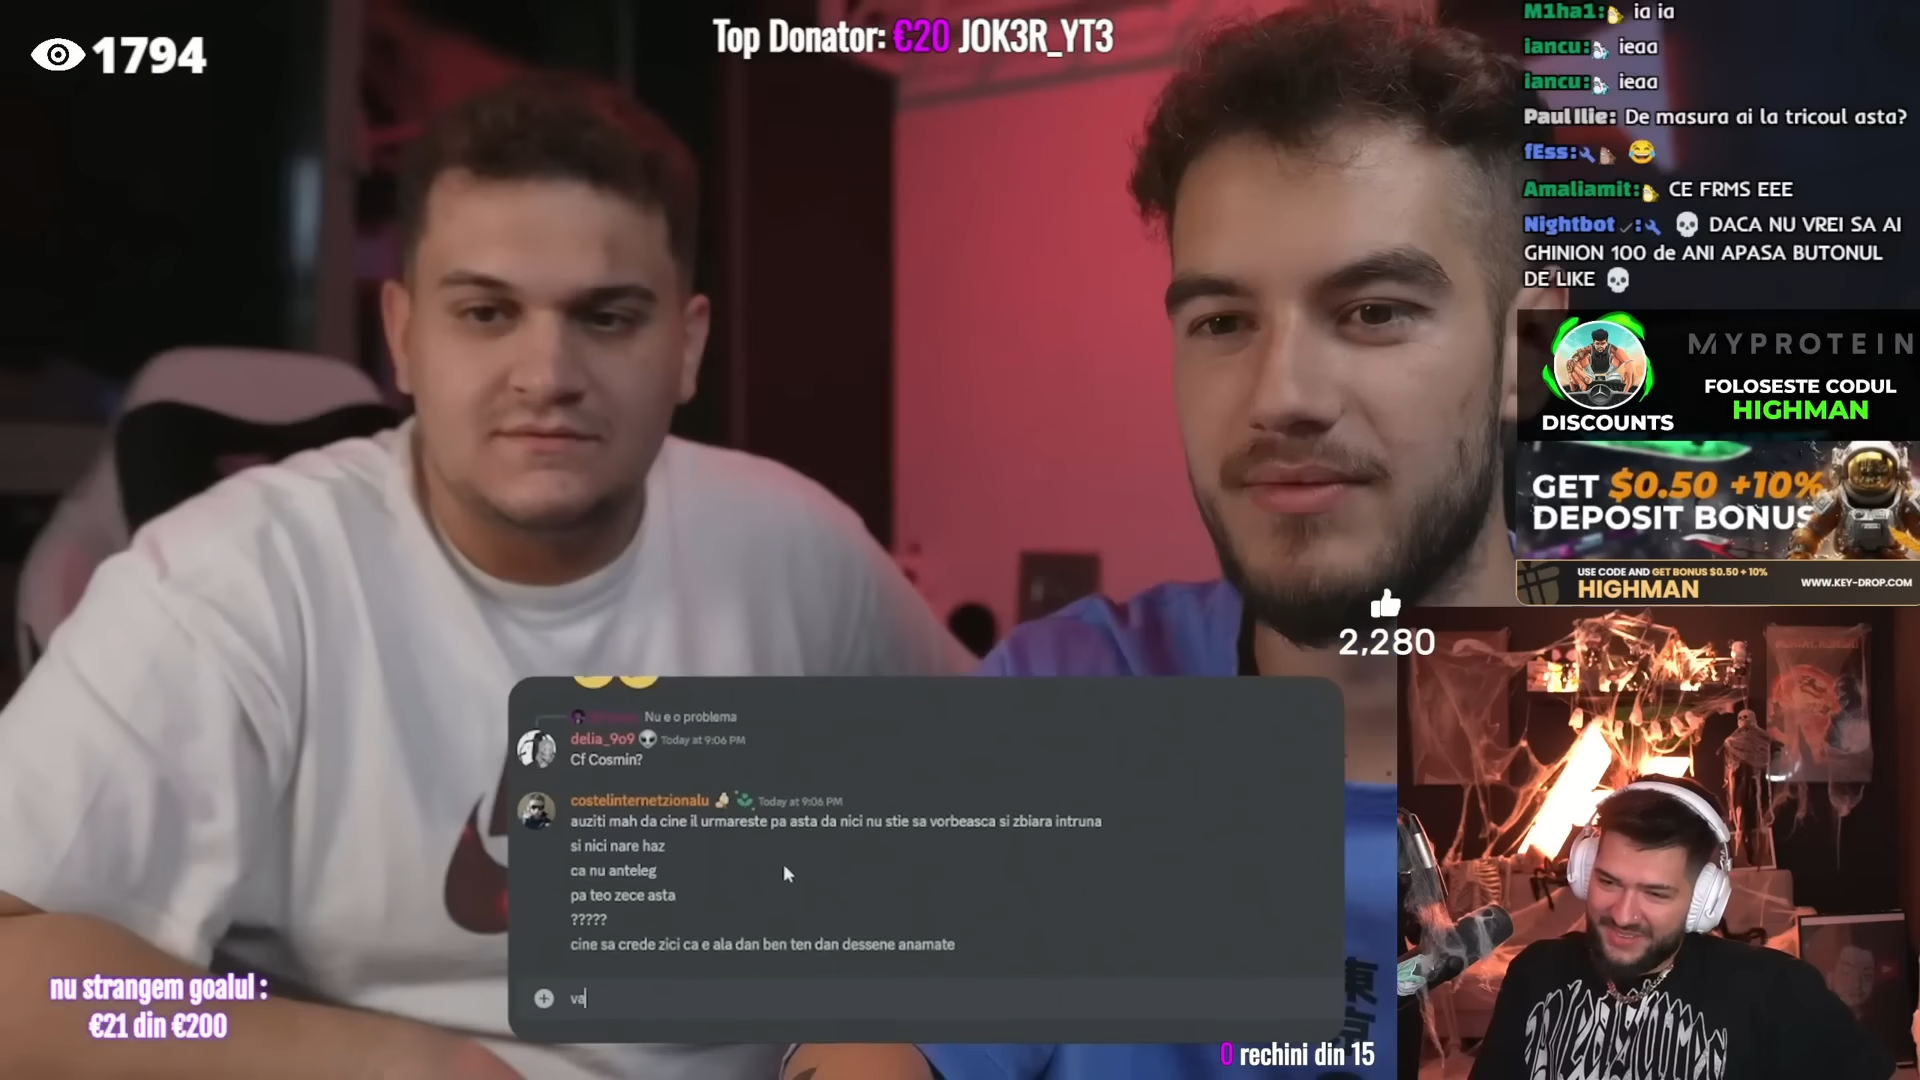 1794
Top Donator: €20 JOK3R_YT3
M1ha1: ia ia
iancu: ieaa
iancu: ieaa
Paul Ilie: De masura ai la tricoul asta?
fEss: 😂
Amaliamit: CE FRMS EEE
Nightbot: 💀 DACA NU VREI SA AI
GHINION 100 de ANI APASA BUTONUL
DE LIKE 💀
MYPROTEIN
FOLOSESTE CODUL
HIGHMAN
DISCOUNTS
GET $0.50 +10%
DEPOSIT BONUS
USE CODE AND GET BONUS $0.50 + 10%
HIGHMAN
WWW.KEY-DROP.COM
2,280
Nu e o problema
delia_9o9 Today at 9:06 PM
Cf Cosmin?
costelinternetzionalu Today at 9:06 PM
auziti mah da cine il urmareste pa asta da nici nu stie sa vorbeasca si zbiara intruna
si nici nare haz
ca nu anteleg
pa teo zece asta
?????
cine sa crede zici ca e ala dan ben ten dan dessene anamate
va
nu strangem goalul :
€21 din €200
0 rechini din 15